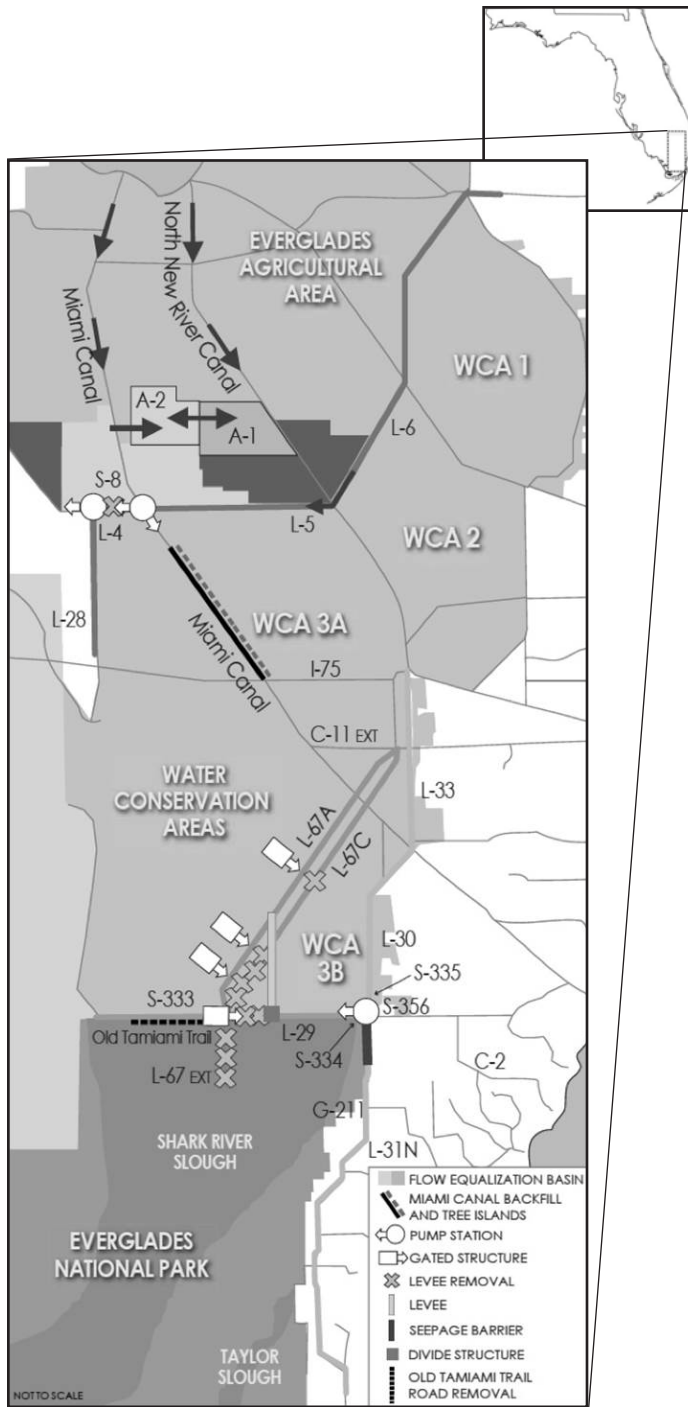 North New River Canal
EVERGLADES
AGRICULTURAL
AREA
Miami Canal
WCA 1
A-2
A-1
L-6
S-8
L-5
L-4
WCA 2
L-28
WCA 3A
Miami Canal
I-75
C-11 EXT
WATER
CONSERVATION
AREAS
L-33
L-67A
L-67C
WCA
3B
L-30
S-335
S-333
S-356
Old Tamiami Trail
L-29
S-334
C-2
L-67 EXT
G-211
SHARK RIVER
SLOUGH
L-31N
EVERGLADES
NATIONAL PARK
TAYLOR
SLOUGH
NOT TO SCALE
FLOW EQUALIZATION BASIN
MIAMI CANAL BACKFILL
AND TREE ISLANDS
PUMP STATION
GATED STRUCTURE
LEVEE REMOVAL
LEVEE
SEEPAGE BARRIER
DIVIDE STRUCTURE
OLD TAMIAMI TRAIL
ROAD REMOVAL